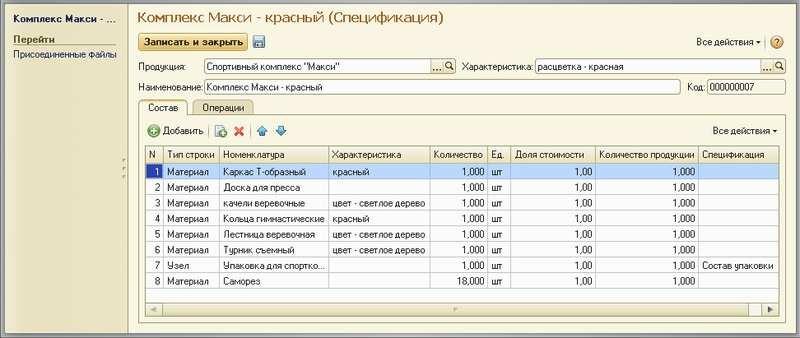 Комплекс Макси - ...
Перейти
Присоединенные файлы
Комплекс Макси - красный (Спецификация)
Записать и закрыть
Все действия
Продукция: Спортивный комплекс "Макси" ... Характеристика: расцветка - красная ...
Наименование: Комплекс Макси - красный Код: 000000007
Состав Операции
Добавить Все действия
N Тип строки Номенклатура Характеристика Количество Ед. Доля стоимости Количество продукции Спецификация
1 Материал Каркас Т-образный красный 1,000 шт 1,00 1,000
2 Материал Доска для пресса 1,000 шт 1,00 1,000
3 Материал качели веревочные цвет - светлое дерево 1,000 шт 1,00 1,000
4 Материал Кольца гимнастические красный 1,000 шт 1,00 1,000
5 Материал Лестница веревочная цвет - светлое дерево 1,000 шт 1,00 1,000
6 Материал Турник съемный цвет - светлое дерево 1,000 шт 1,00 1,000
7 Узел Упаковка для спортко... 1,000 шт 1,00 1,000 Состав упаковки
8 Материал Саморез 18,000 шт 1,00 1,000